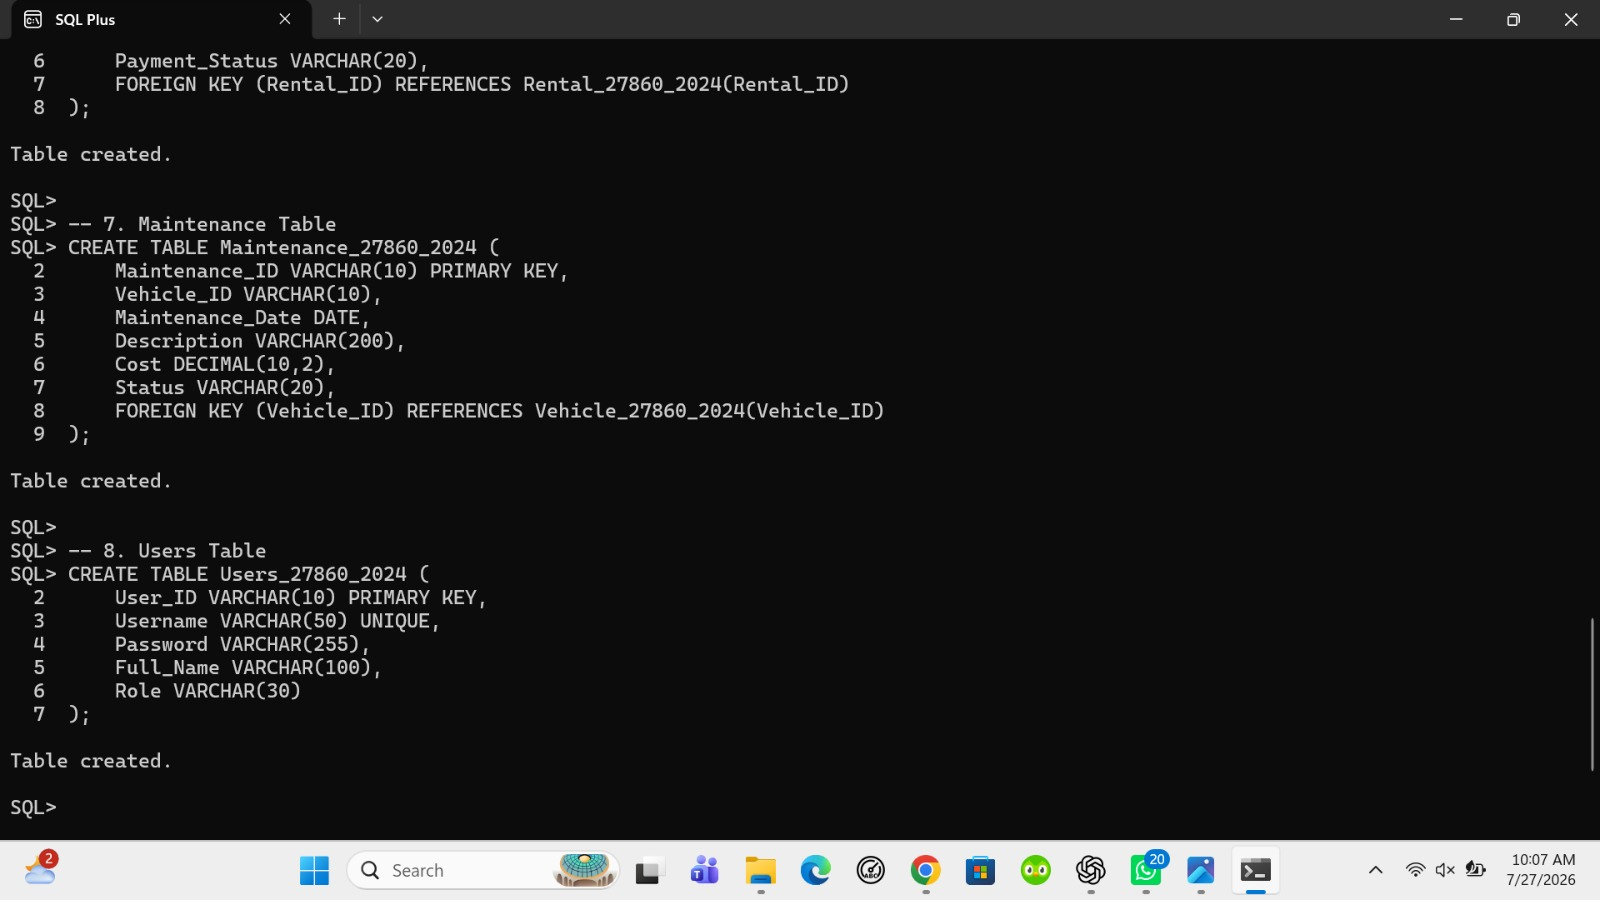 SQL Plus
6 Payment_Status VARCHAR(20),
7 FOREIGN KEY (Rental_ID) REFERENCES Rental_27860_2024(Rental_ID)
8 );
Table created.
SQL>
SQL> -- 7. Maintenance Table
SQL> CREATE TABLE Maintenance_27860_2024 (
2 Maintenance_ID VARCHAR(10) PRIMARY KEY,
3 Vehicle_ID VARCHAR(10),
4 Maintenance_Date DATE,
5 Description VARCHAR(200),
6 Cost DECIMAL(10,2),
7 Status VARCHAR(20),
8 FOREIGN KEY (Vehicle_ID) REFERENCES Vehicle_27860_2024(Vehicle_ID)
9 );
Table created.
SQL>
SQL> -- 8. Users Table
SQL> CREATE TABLE Users_27860_2024 (
2 User_ID VARCHAR(10) PRIMARY KEY,
3 Username VARCHAR(50) UNIQUE,
4 Password VARCHAR(255),
5 Full_Name VARCHAR(100),
6 Role VARCHAR(30)
7 );
Table created.
SQL>
2
Search
T
ABC
20
10:07 AM
7/27/2026